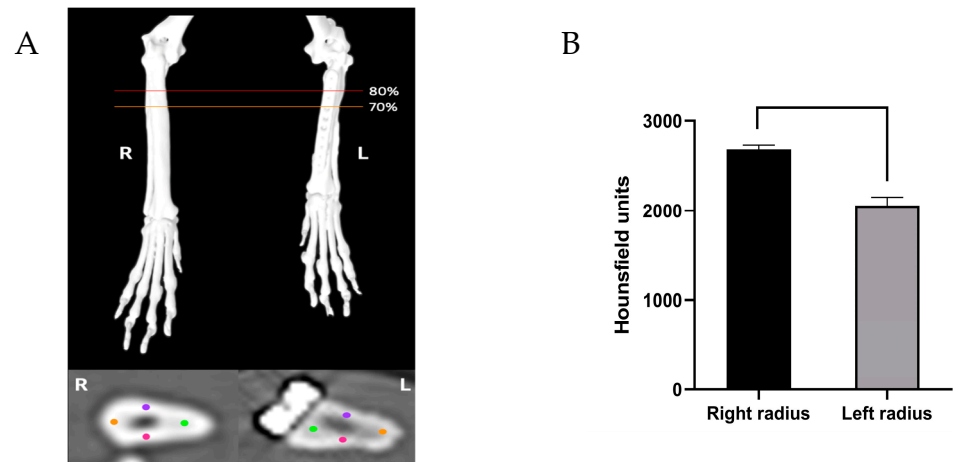 A
B
80%
70%
R
L
R
L
Hounsfield units
3000
2000
1000
0
Right radius
Left radius